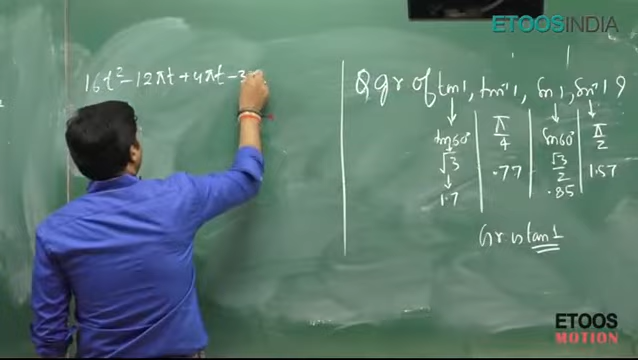 ETOOSINDIA
16t² - 12πt + 4πt - 3
Q gr of tan1, tan⁻¹1, sin1, sin⁻¹1 ?
tan60° π/4 sin60° π/2
√3 .77 √3/2 1.57
1.7 .85
Gr is tan1
ETOOS
MOTION